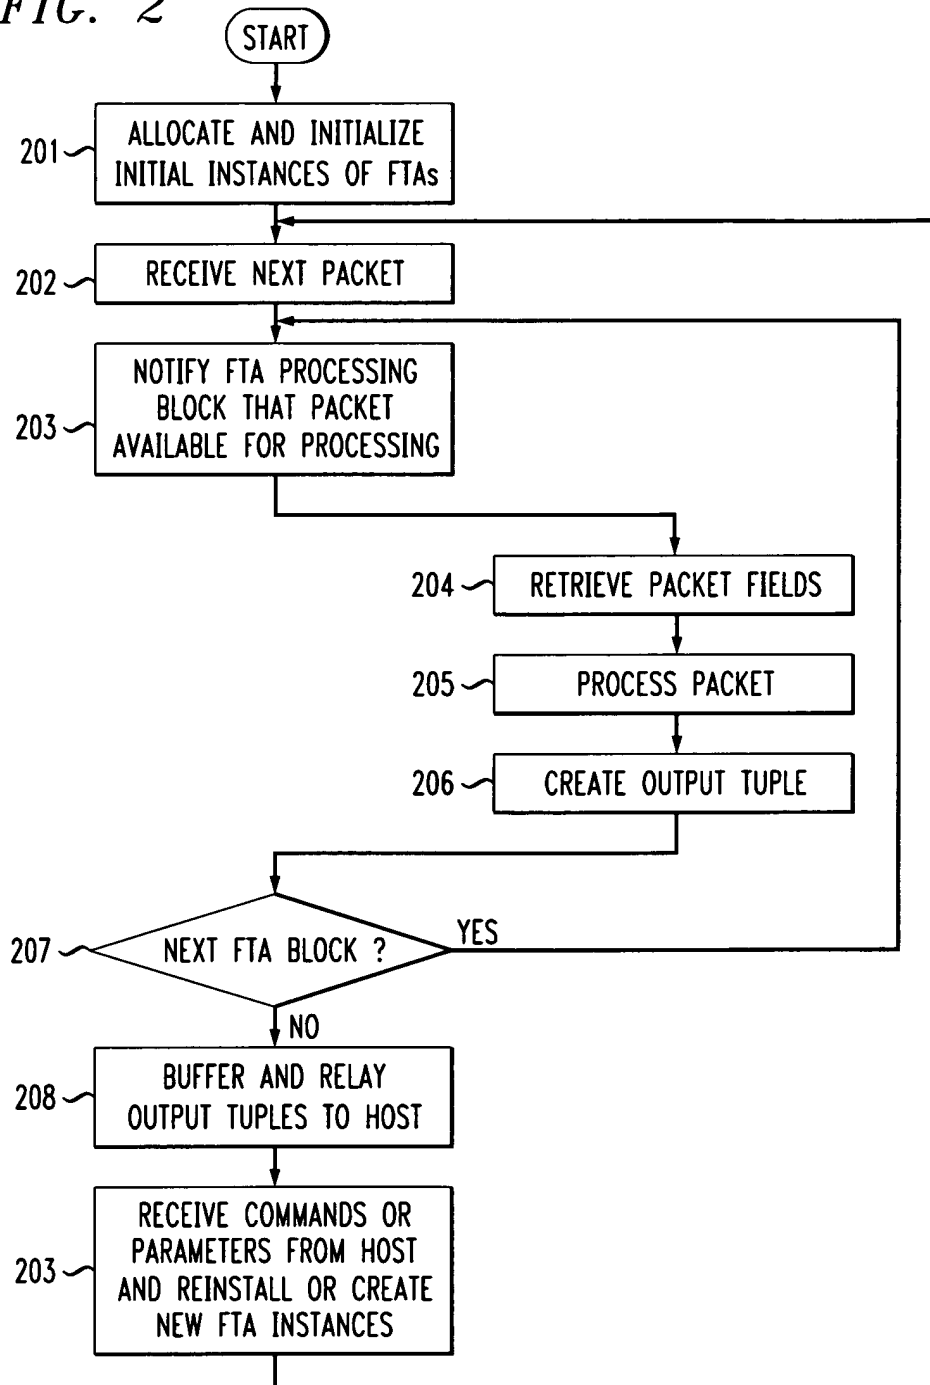 FIG. 2
START
201
ALLOCATE AND INITIALIZE
INITIAL INSTANCES OF FTAs
202
RECEIVE NEXT PACKET
203
NOTIFY FTA PROCESSING
BLOCK THAT PACKET
AVAILABLE FOR PROCESSING
204
RETRIEVE PACKET FIELDS
205
PROCESS PACKET
206
CREATE OUTPUT TUPLE
207
NEXT FTA BLOCK ?
YES
NO
208
BUFFER AND RELAY
OUTPUT TUPLES TO HOST
203
RECEIVE COMMANDS OR
PARAMETERS FROM HOST
AND REINSTALL OR CREATE
NEW FTA INSTANCES